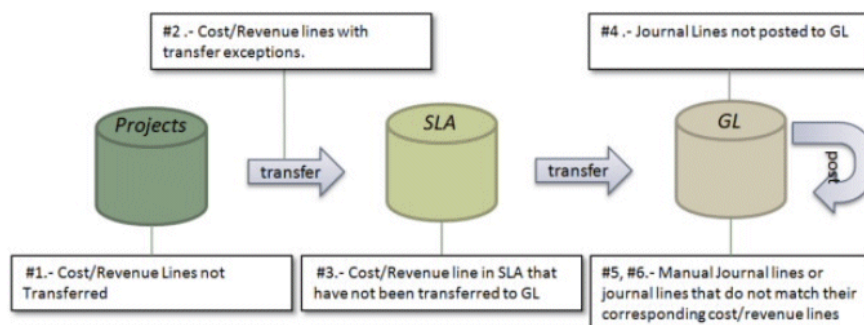 #2 .- Cost/Revenue lines with
transfer exceptions.
#4 .- Journal Lines not posted to GL
Projects
SLA
GL
transfer
transfer
post
#1.- Cost/Revenue Lines not
Transferred
#3.- Cost/Revenue line in SLA that
have not been transferred to GL
#5, #6.- Manual Journal lines or
journal lines that do not match their
corresponding cost/revenue lines